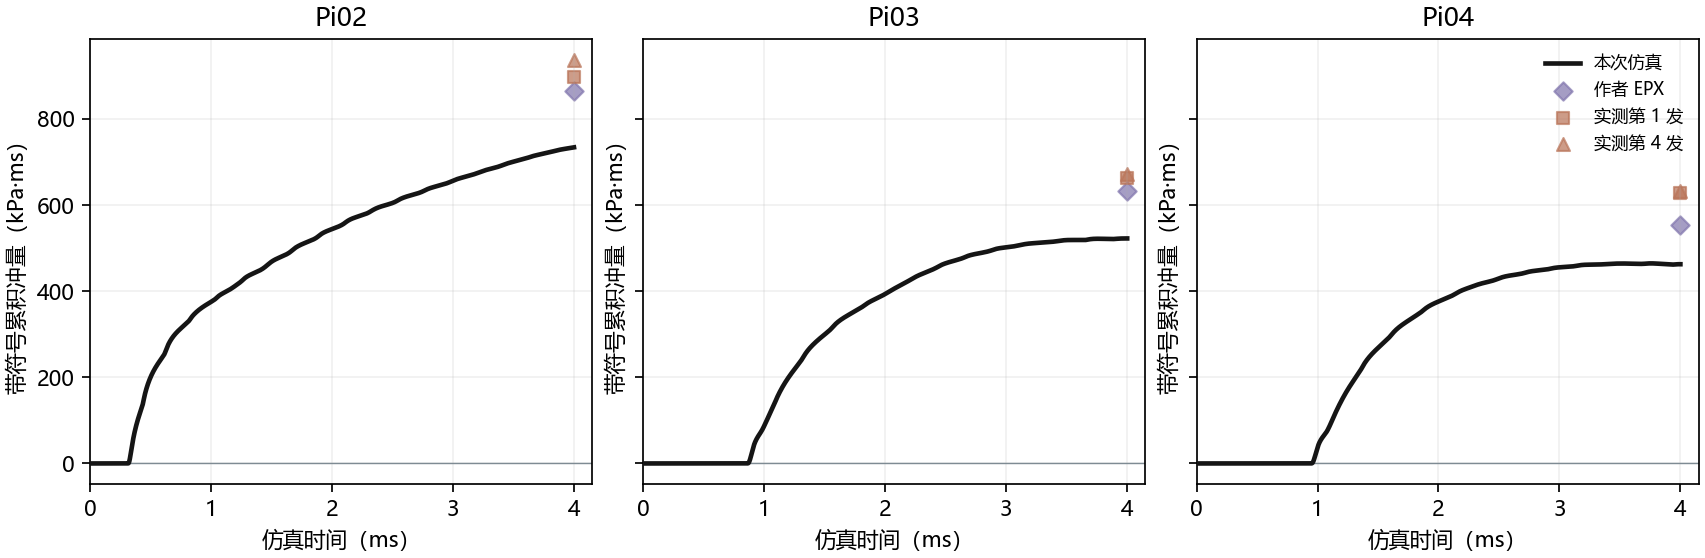 Pi02
Pi03
Pi04
带符号累积冲量（kPa·ms）
800
600
400
200
0
0 1 2 3 4
仿真时间（ms）
带符号累积冲量（kPa·ms）
0 1 2 3 4
仿真时间（ms）
带符号累积冲量（kPa·ms）
本次仿真
作者 EPX
实测第 1 发
实测第 4 发
0 1 2 3 4
仿真时间（ms）